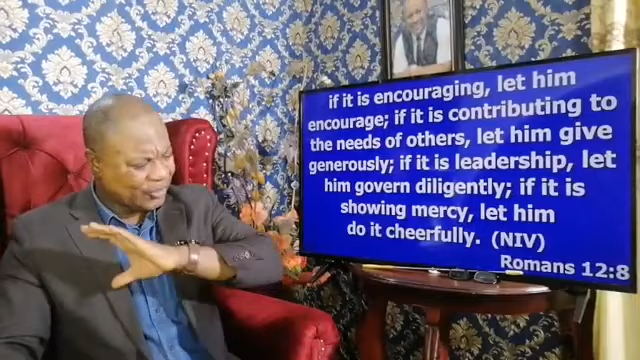 if it is encouraging, let him
encourage; if it is contributing to
the needs of others, let him give
generously; if it is leadership, let
him govern diligently; if it is
showing mercy, let him
do it cheerfully. (NIV)
Romans 12:8